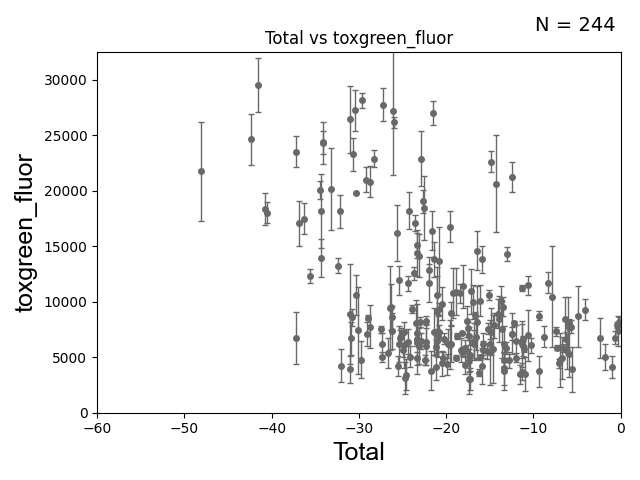 N = 244
Total vs toxgreen_fluor
30000
25000
20000
15000
10000
5000
0
toxgreen_fluor
−60 −50 −40 −30 −20 −10 0
Total